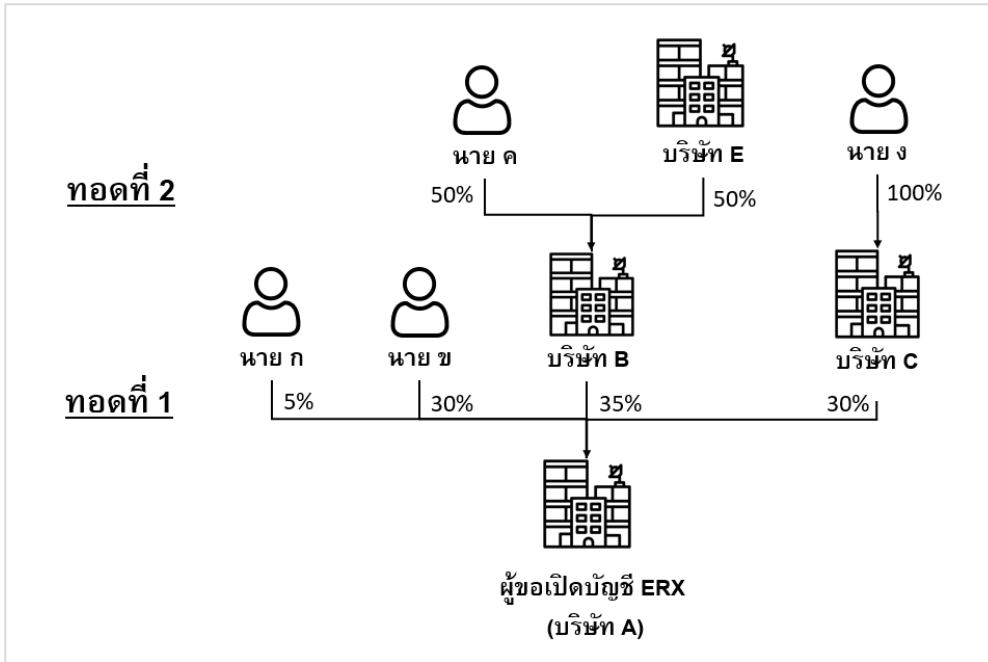 นาย ค
บริษัท E
นาย ง
ทอดที่ 2
50%
50%
100%
นาย ก
นาย ข
บริษัท B
บริษัท C
ทอดที่ 1
5%
30%
35%
30%
ผู้ขอเปิดบัญชี ERX
(บริษัท A)